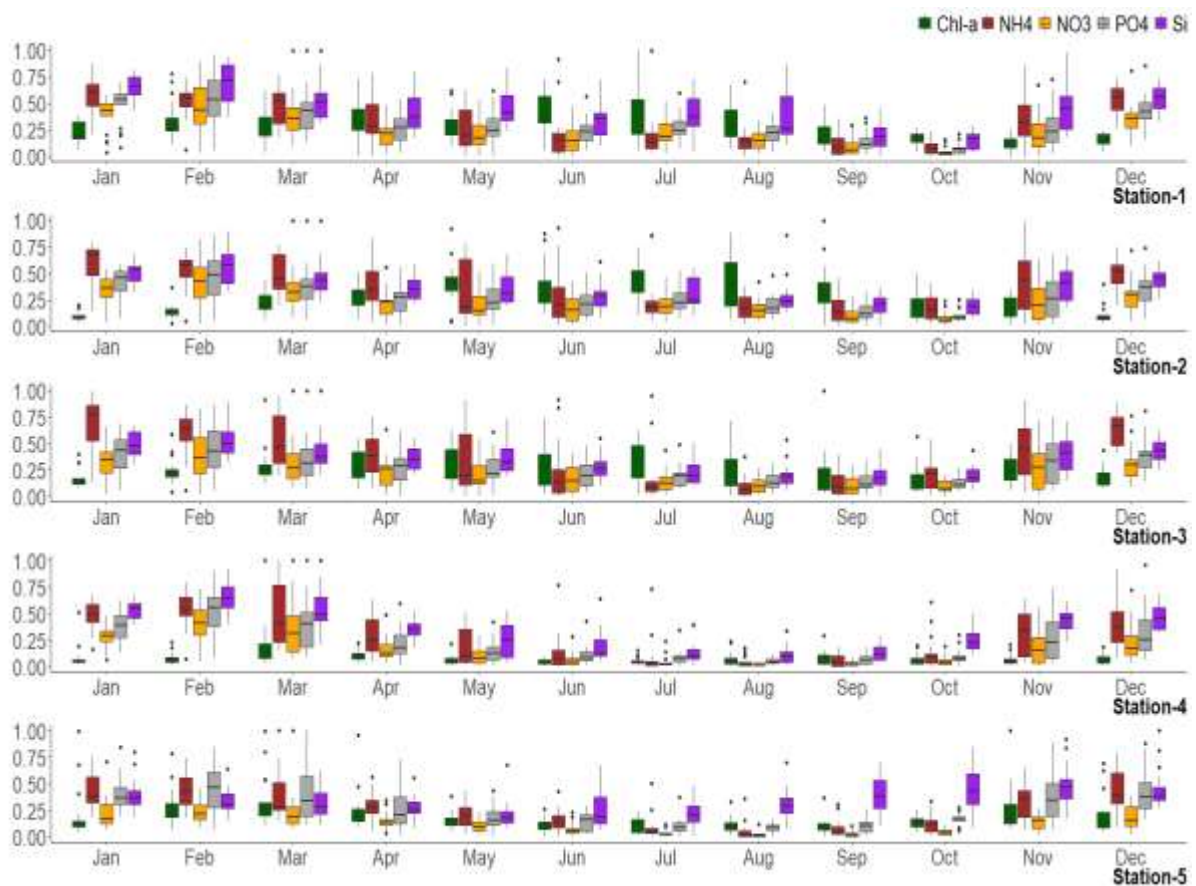 Chl-a NH4 NO3 PO4 Si
1.00
0.75
0.50
0.25
0.00
Jan Feb Mar Apr May Jun Jul Aug Sep Oct Nov Dec
Station-1
1.00
0.75
0.50
0.25
0.00
Jan Feb Mar Apr May Jun Jul Aug Sep Oct Nov Dec
Station-2
1.00
0.75
0.50
0.25
0.00
Jan Feb Mar Apr May Jun Jul Aug Sep Oct Nov Dec
Station-3
1.00
0.75
0.50
0.25
0.00
Jan Feb Mar Apr May Jun Jul Aug Sep Oct Nov Dec
Station-4
1.00
0.75
0.50
0.25
0.00
Jan Feb Mar Apr May Jun Jul Aug Sep Oct Nov Dec
Station-5